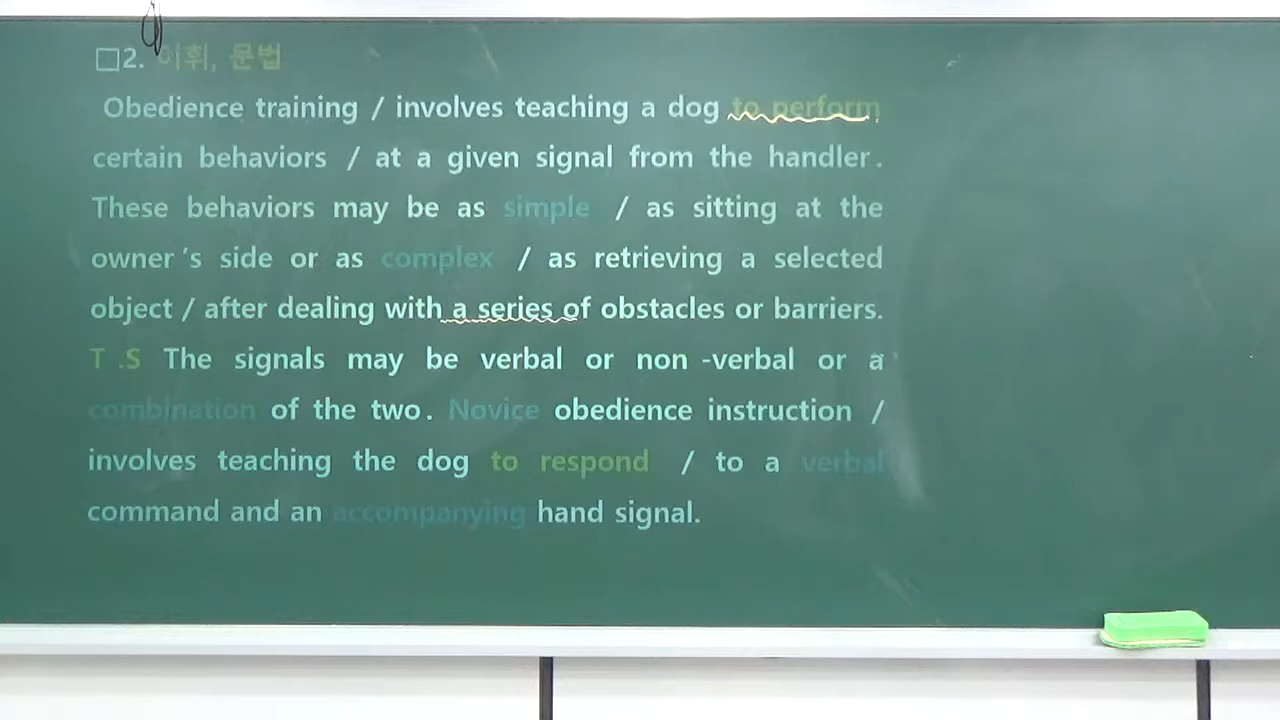 □2. 어휘, 문법
Obedience training / involves teaching a dog to perform
certain behaviors / at a given signal from the handler.
These behaviors may be as simple / as sitting at the
owner's side or as complex / as retrieving a selected
object / after dealing with a series of obstacles or barriers.
T.S The signals may be verbal or non-verbal or a
combination of the two. Novice obedience instruction /
involves teaching the dog to respond / to a verbal
command and an accompanying hand signal.